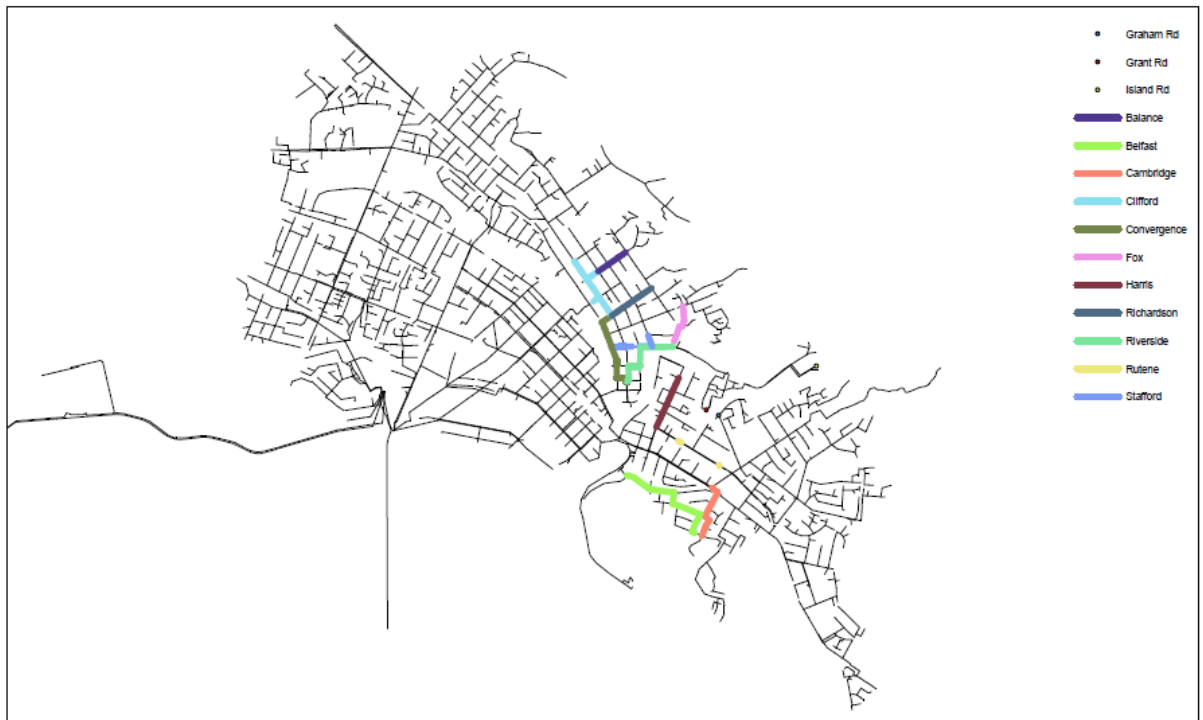 Graham Rd
Grant Rd
Island Rd
Balance
Belfast
Cambridge
Clifford
Convergence
Fox
Harris
Richardson
Riverside
Rutene
Stafford